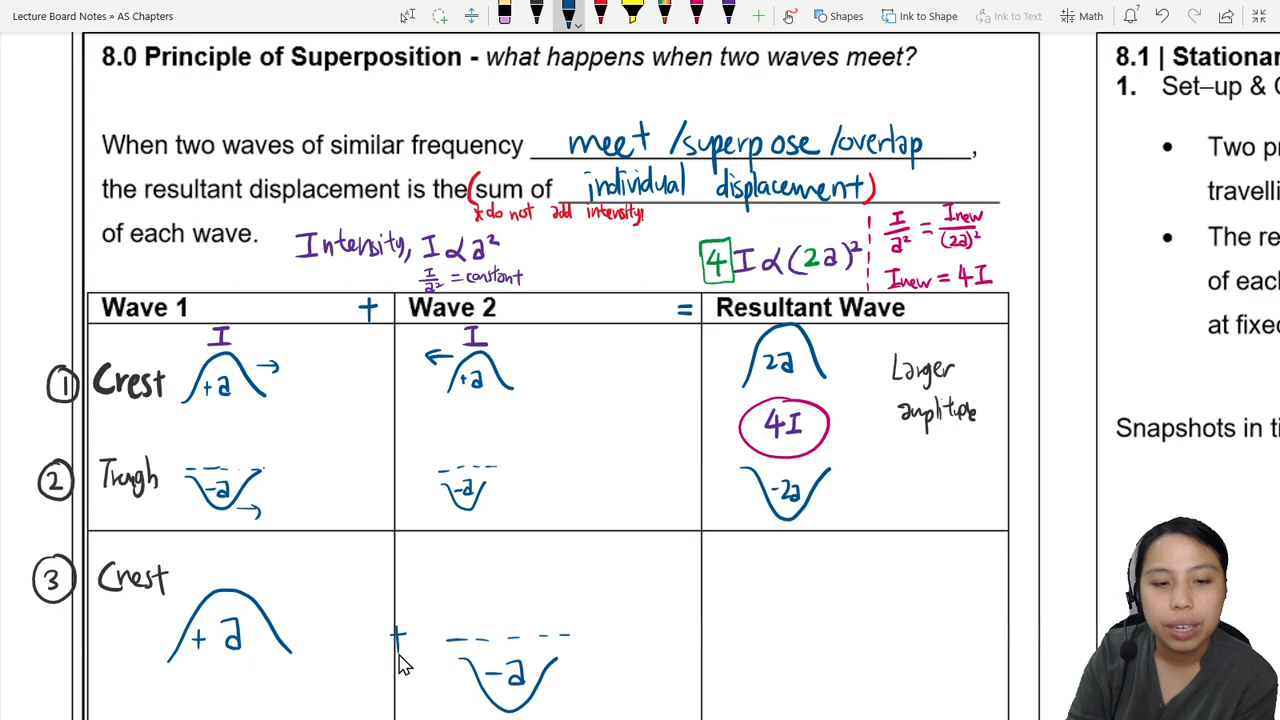 Lecture Board Notes » AS Chapters
Shapes Ink to Shape Ink to Text Math 7
8.0 Principle of Superposition - what happens when two waves meet?
When two waves of similar frequency meet /superpose /overlap,
the resultant displacement is the (sum of individual displacement)
*do not add intensity!
of each wave.
Intensity, I ∝ a²
I/a² = constant
4 I ∝ (2a)²
I/a² = Inew/(2a)²
Inew = 4I
Wave 1 + Wave 2 = Resultant Wave
I I
① Crest +a +a 2a Larger amplitude
4I
② Trough -a -a -2a
③ Crest
+a + -a
8.1 | Stationar
1. Set–up & C
• Two pr
travelli
• The re
of each
at fixed
Snapshots in ti